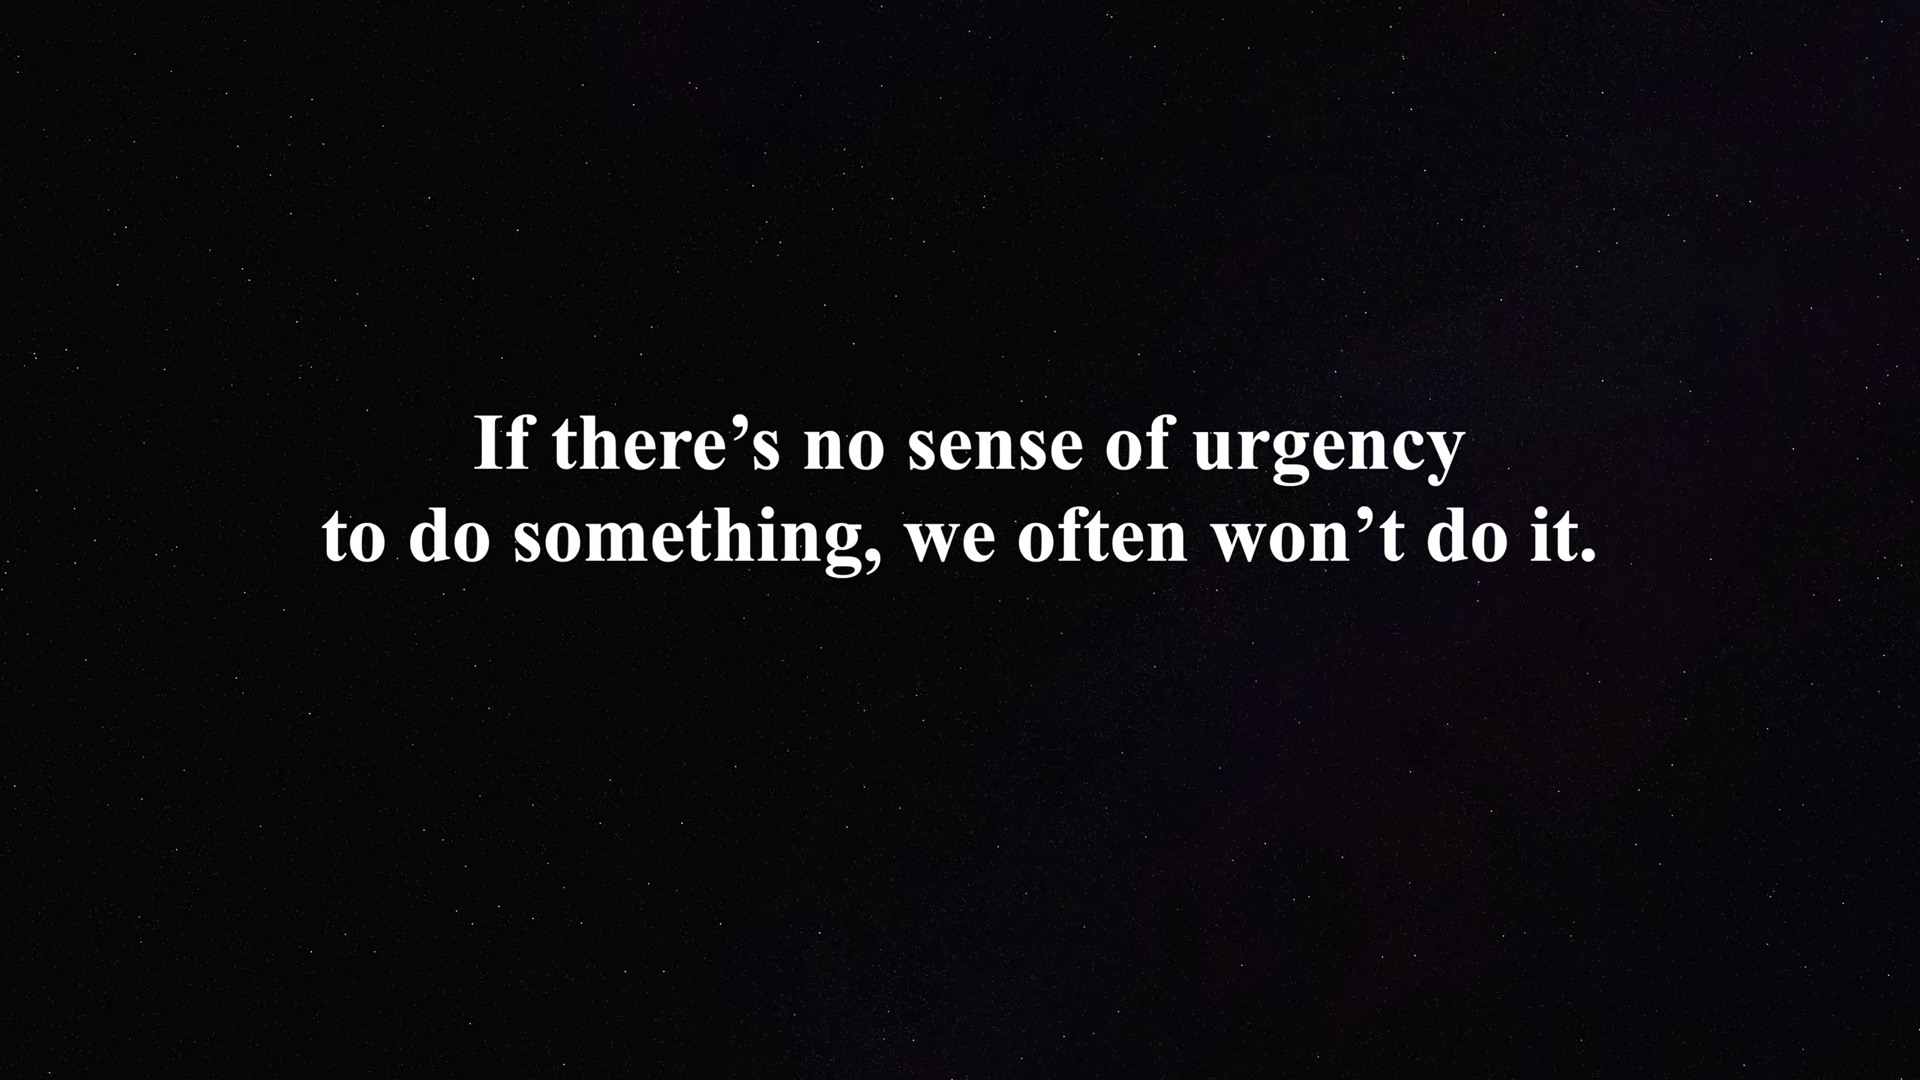 If there’s no sense of urgency
to do something, we often won’t do it.